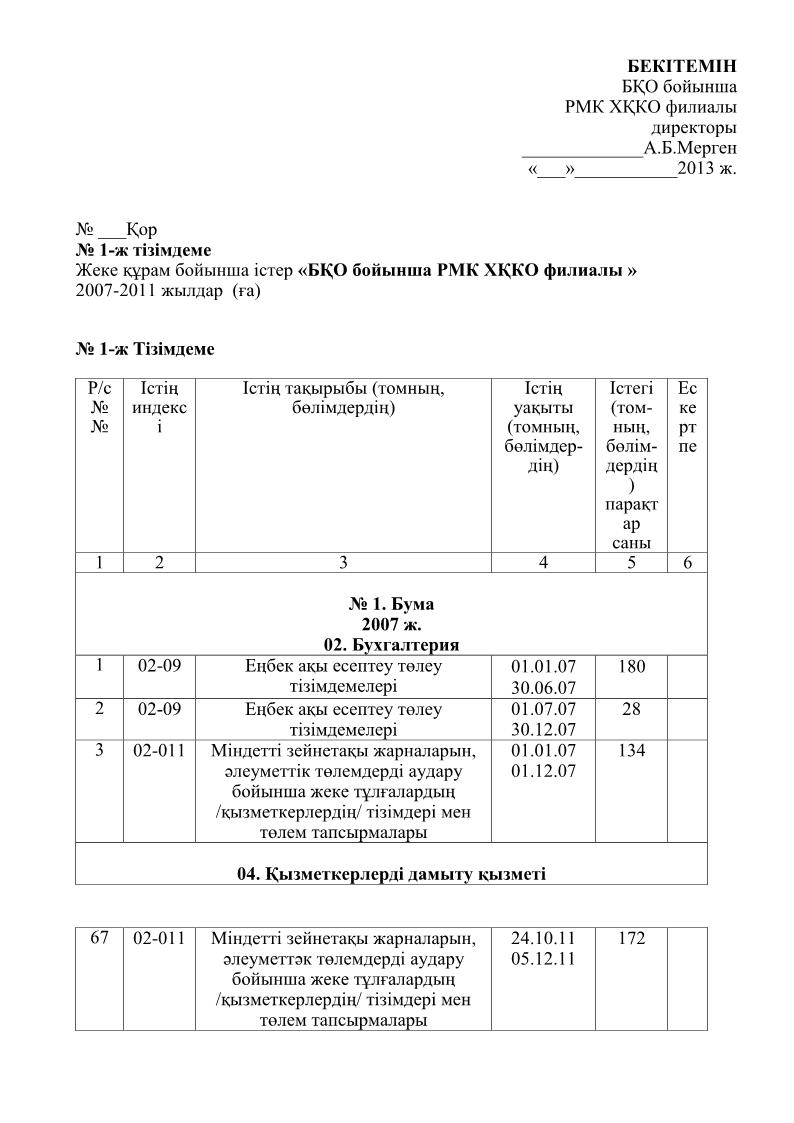 БЕКІТЕМІН
БҚО бойынша
РМК ХҚКО филиалы
директоры
_____________А.Б.Мерген
«___»___________2013 ж.
№ ___Қор
№ 1-ж тізімдеме
Жеке құрам бойынша істер «БҚО бойынша РМК ХҚКО филиалы »
2007-2011 жылдар  (ға)
№ 1-ж Тізімдеме
Р/с
№
№
Істің
индекс
і
Істің тақырыбы (томның,
бөлімдердің)
Істің
уақыты
(томның,
бөлімдер-
дің)
Істегі
(том-
ның,
бөлім-
дердің
)
парақт
ар
саны
Ес
ке
рт
пе
1 2 3 4 5 6
№ 1. Бума
2007 ж.
02. Бухгалтерия
1 02-09 Еңбек ақы есептеу төлеу 01.01.07 180
тізімдемелері 30.06.07
2 02-09 Еңбек ақы есептеу төлеу 01.07.07 28
тізімдемелері 30.12.07
3 02-011 Міндетті зейнетақы жарналарын, 01.01.07 134
әлеуметтік төлемдерді аудару 01.12.07
бойынша жеке тұлғалардың
/қызметкерлердің/ тізімдері мен
төлем тапсырмалары
04. Қызметкерлерді дамыту қызметі
67 02-011 Міндетті зейнетақы жарналарын, 24.10.11 172
әлеуметтәк төлемдерді аудару 05.12.11
бойынша жеке тұлғалардың
/қызметкерлердің/ тізімдері мен
төлем тапсырмалары